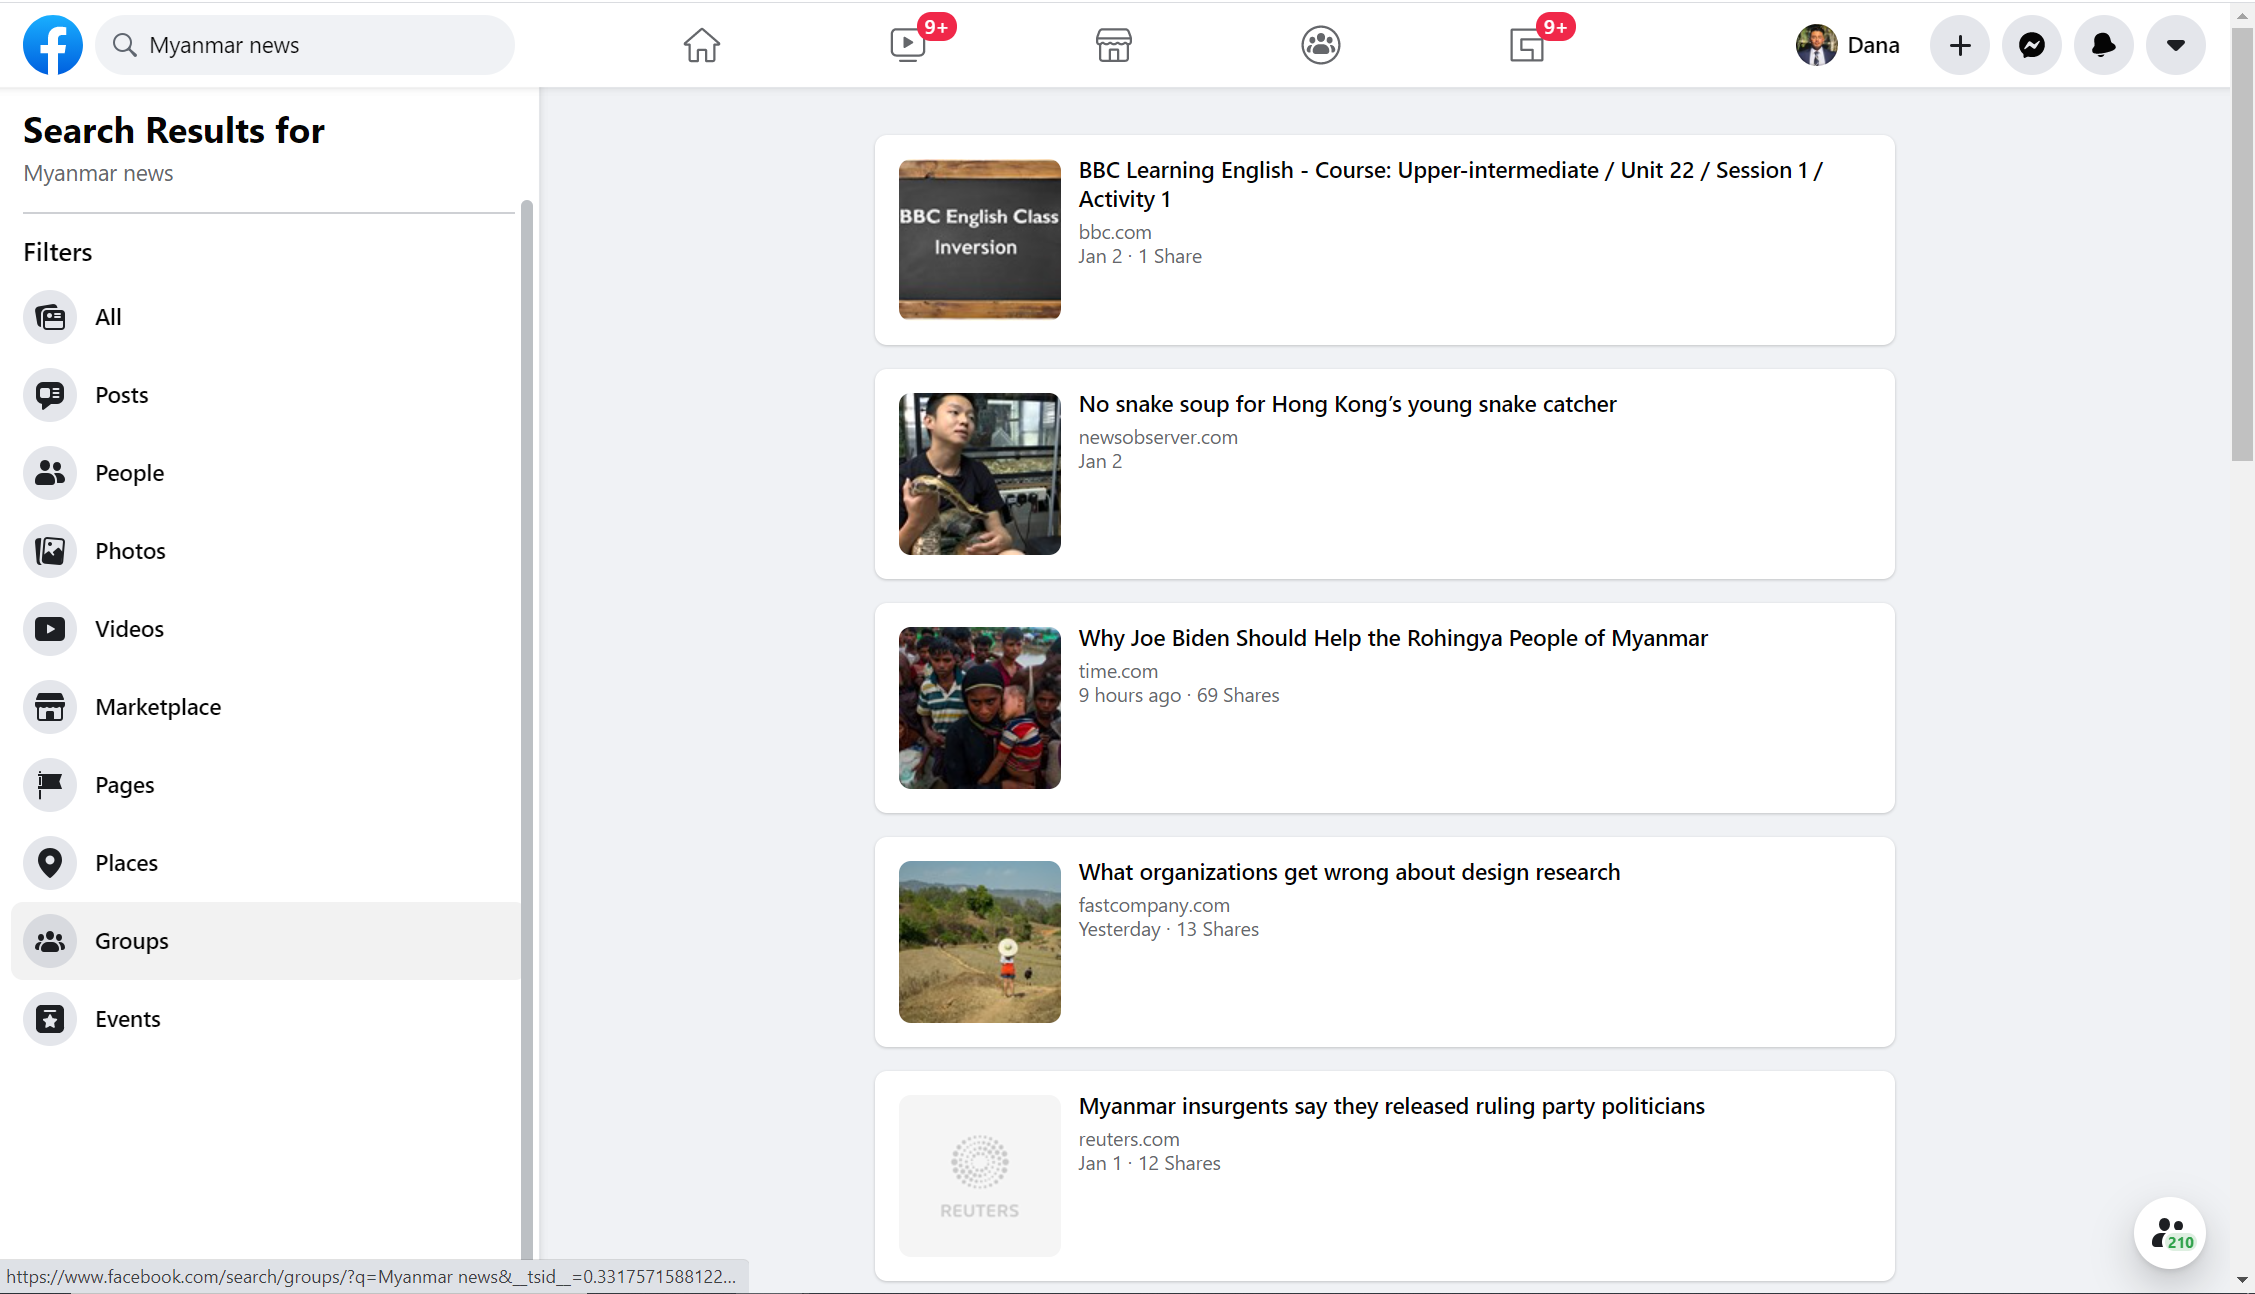 Myanmar news
9+
9+
Dana
Search Results for
Myanmar news
Filters
All
Posts
People
Photos
Videos
Marketplace
Pages
Places
Groups
Events
BBC English Class
Inversion
BBC Learning English - Course: Upper-intermediate / Unit 22 / Session 1 /
Activity 1
bbc.com
Jan 2 · 1 Share
No snake soup for Hong Kong’s young snake catcher
newsobserver.com
Jan 2
Why Joe Biden Should Help the Rohingya People of Myanmar
time.com
9 hours ago · 69 Shares
What organizations get wrong about design research
fastcompany.com
Yesterday · 13 Shares
REUTERS
Myanmar insurgents say they released ruling party politicians
reuters.com
Jan 1 · 12 Shares
210
https://www.facebook.com/search/groups/?q=Myanmar news&__tsid__=0.3317571588122...